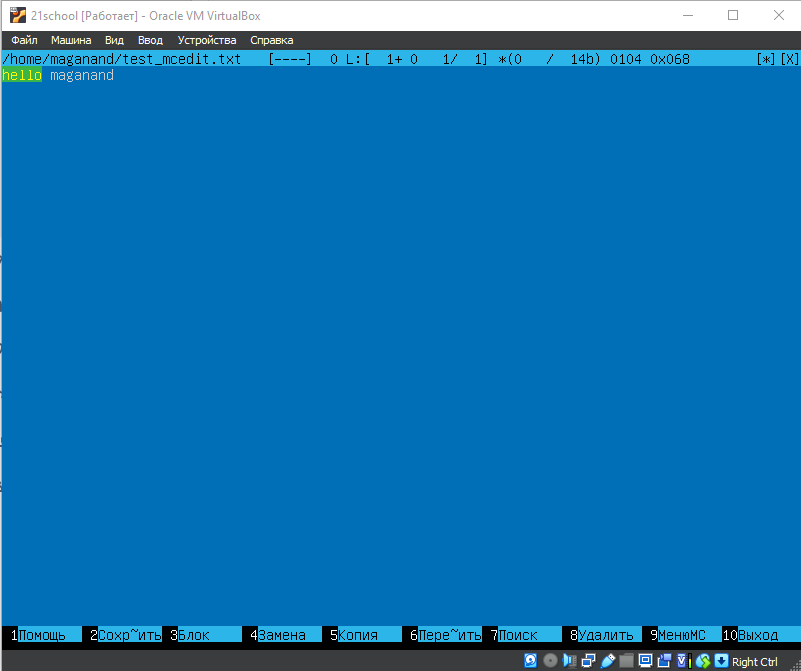 21school [Работает] - Oracle VM VirtualBox
Файл Машина Вид Ввод Устройства Справка
/home/maganand/test_mcedit.txt [----] 0 L:[ 1+ 0 1/ 1] *(0 / 14b) 0104 0x068 [*][X]
hello maganand
1Помощь 2Сохр~ить 3Блок 4Замена 5Копия 6Пере~ить 7Поиск 8Удалить 9МенюMC 10Выход
Right Ctrl